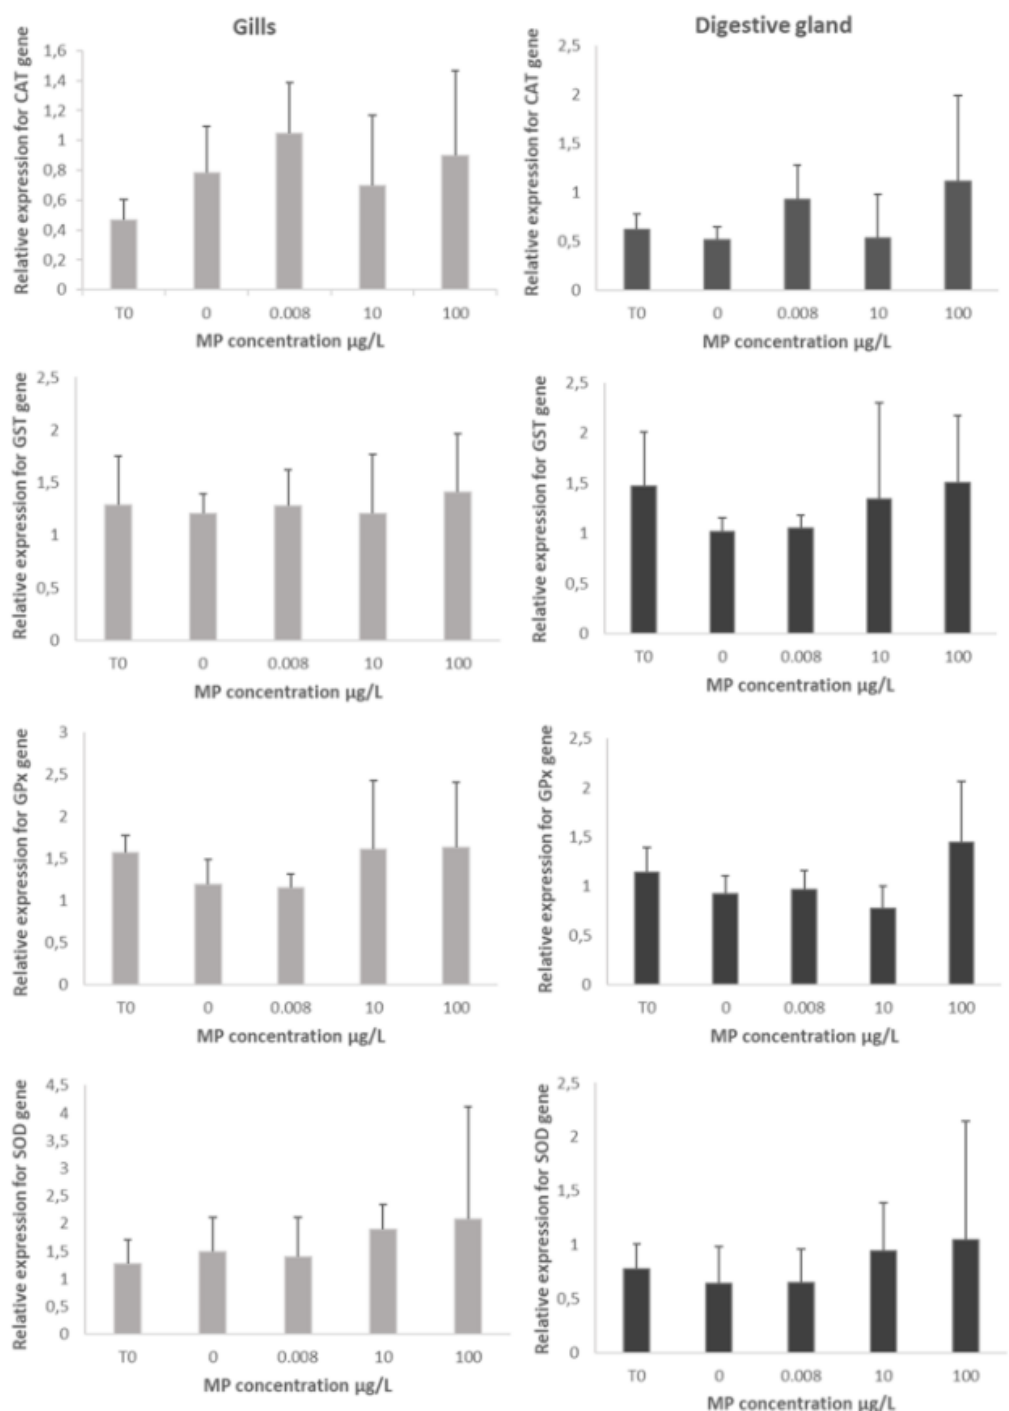 Gills
Relative expression for CAT gene
1,6
1,4
1,2
1
0,8
0,6
0,4
0,2
0
T0 0 0.008 10 100
MP concentration µg/L
Digestive gland
Relative expression for CAT gene
2,5
2
1,5
1
0,5
0
T0 0 0.008 10 100
MP concentration µg/L
Relative expression for GST gene
2,5
2
1,5
1
0,5
0
T0 0 0.008 10 100
MP concentration µg/L
Relative expression for GST gene
2,5
2
1,5
1
0,5
0
T0 0 0.008 10 100
MP concentration µg/L
Relative expression for GPx gene
3
2,5
2
1,5
1
0,5
0
T0 0 0.008 10 100
MP concentration µg/L
Relative expression for GPx gene
2,5
2
1,5
1
0,5
0
T0 0 0.008 10 100
MP concentration µg/L
Relative expression for SOD gene
4,5
4
3,5
3
2,5
2
1,5
1
0,5
0
T0 0 0.008 10 100
MP concentration µg/L
Relative expression for SOD gene
2,5
2
1,5
1
0,5
0
T0 0 0.008 10 100
MP concentration µg/L